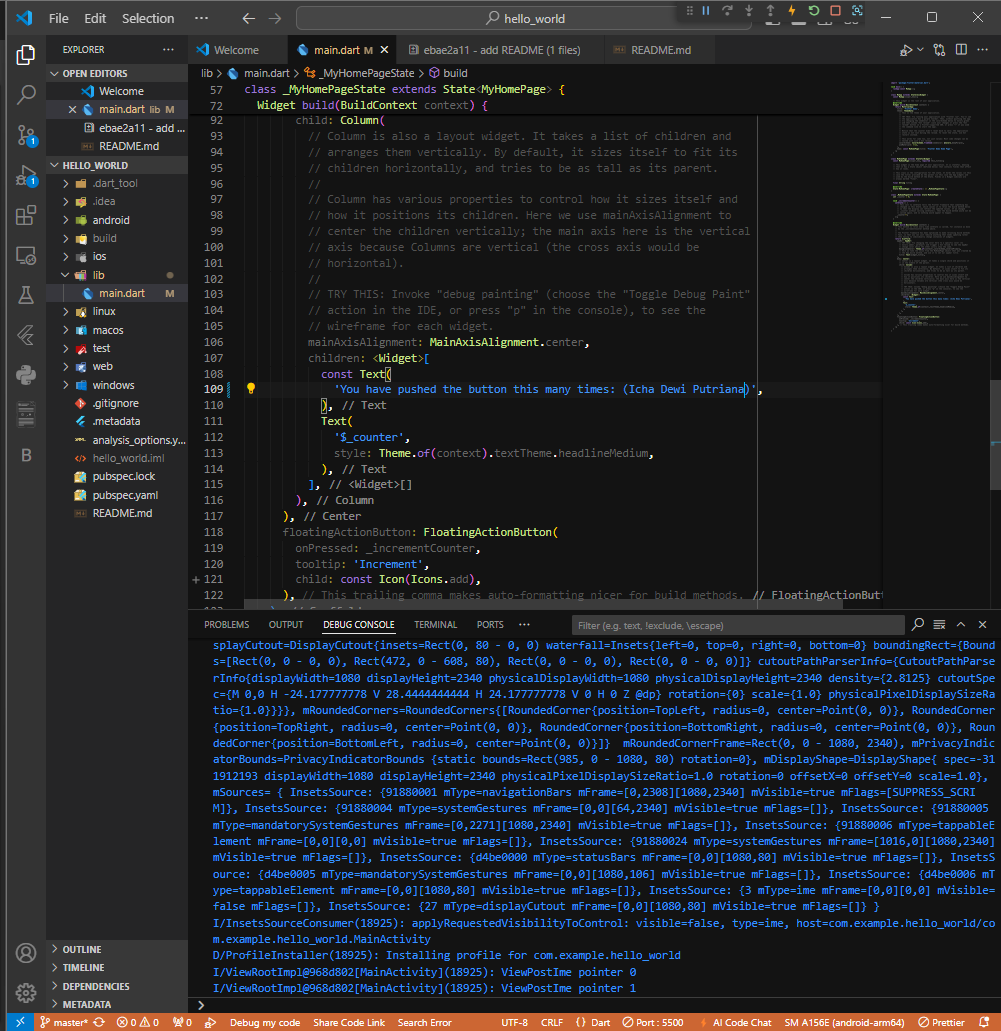 File Edit Selection ··· hello_world
EXPLORER ···
OPEN EDITORS
Welcome
main.dart lib M
ebae2a11 - add ...
README.md
HELLO_WORLD
.dart_tool
.idea
android
build
ios
lib
main.dart M
linux
macos
test
web
windows
.gitignore
.metadata
analysis_options.y...
hello_world.iml
pubspec.lock
pubspec.yaml
README.md
OUTLINE
TIMELINE
DEPENDENCIES
METADATA
Welcome main.dart M ebae2a11 - add README (1 files) README.md
lib > main.dart > _MyHomePageState > build
57 class _MyHomePageState extends State<MyHomePage> {
72 Widget build(BuildContext context) {
92 child: Column(
93 // Column is also a layout widget. It takes a list of children and
94 // arranges them vertically. By default, it sizes itself to fit its
95 // children horizontally, and tries to be as tall as its parent.
96 //
97 // Column has various properties to control how it sizes itself and
98 // how it positions its children. Here we use mainAxisAlignment to
99 // center the children vertically; the main axis here is the vertical
100 // axis because Columns are vertical (the cross axis would be
101 // horizontal).
102 //
103 // TRY THIS: Invoke "debug painting" (choose the "Toggle Debug Paint"
104 // action in the IDE, or press "p" in the console), to see the
105 // wireframe for each widget.
106 mainAxisAlignment: MainAxisAlignment.center,
107 children: <Widget>[
108 const Text(
109 'You have pushed the button this many times: (Icha Dewi Putriana)',
110 ), // Text
111 Text(
112 '$_counter',
113 style: Theme.of(context).textTheme.headlineMedium,
114 ), // Text
115 ], // <Widget>[]
116 ), // Column
117 ), // Center
118 floatingActionButton: FloatingActionButton(
119 onPressed: _incrementCounter,
120 tooltip: 'Increment',
121 child: const Icon(Icons.add),
122 ), // This trailing comma makes auto-formatting nicer for build methods. // FloatingActionButt
PROBLEMS OUTPUT DEBUG CONSOLE TERMINAL PORTS ··· Filter (e.g. text, !exclude, \escape)
splayCutout=DisplayCutout{insets=Rect(0, 80 - 0, 0) waterfall=Insets{left=0, top=0, right=0, bottom=0} boundingRect={Bound
s=[Rect(0, 0 - 0, 0), Rect(472, 0 - 608, 80), Rect(0, 0 - 0, 0), Rect(0, 0 - 0, 0)]} cutoutPathParserInfo={CutoutPathPars
erInfo{displayWidth=1080 displayHeight=2340 physicalDisplayWidth=1080 physicalDisplayHeight=2340 density={2.8125} cutoutSpe
c={M 0,0 H -24.177777778 V 28.4444444444 H 24.177777778 V 0 H 0 Z @dp} rotation={0} scale={1.0} physicalPixelDisplaySizeRa
tio={1.0}}}}, mRoundedCorners=RoundedCorners{[RoundedCorner{position=TopLeft, radius=0, center=Point(0, 0)}, RoundedCorner
{position=TopRight, radius=0, center=Point(0, 0)}, RoundedCorner{position=BottomRight, radius=0, center=Point(0, 0)}, Roun
dedCorner{position=BottomLeft, radius=0, center=Point(0, 0)}]}  mRoundedCornerFrame=Rect(0, 0 - 1080, 2340), mPrivacyIndic
atorBounds=PrivacyIndicatorBounds {static bounds=Rect(985, 0 - 1080, 80) rotation=0}, mDisplayShape=DisplayShape{ spec=-31
1912193 displayWidth=1080 displayHeight=2340 physicalPixelDisplaySizeRatio=1.0 rotation=0 offsetX=0 offsetY=0 scale=1.0},
mSources= { InsetsSource: {91880001 mType=navigationBars mFrame=[0,2308][1080,2340] mVisible=true mFlags=[SUPPRESS_SCRI
M]}, InsetsSource: {91880004 mType=systemGestures mFrame=[0,0][64,2340] mVisible=true mFlags=[]}, InsetsSource: {91880005
mType=mandatorySystemGestures mFrame=[0,2271][1080,2340] mVisible=true mFlags=[]}, InsetsSource: {91880006 mType=tappableE
lement mFrame=[0,0][0,0] mVisible=true mFlags=[]}, InsetsSource: {91880024 mType=systemGestures mFrame=[1016,0][1080,2340]
mVisible=true mFlags=[]}, InsetsSource: {d4be0000 mType=statusBars mFrame=[0,0][1080,80] mVisible=true mFlags=[]}, InsetsS
ource: {d4be0005 mType=mandatorySystemGestures mFrame=[0,0][1080,106] mVisible=true mFlags=[]}, InsetsSource: {d4be0006 mT
ype=tappableElement mFrame=[0,0][1080,80] mVisible=true mFlags=[]}, InsetsSource: {3 mType=ime mFrame=[0,0][0,0] mVisible=
false mFlags=[]}, InsetsSource: {27 mType=displayCutout mFrame=[0,0][1080,80] mVisible=true mFlags=[]} }
I/InsetsSourceConsumer(18925): applyRequestedVisibilityToControl: visible=false, type=ime, host=com.example.hello_world/co
m.example.hello_world.MainActivity
D/ProfileInstaller(18925): Installing profile for com.example.hello_world
I/ViewRootImpl@968d802[MainActivity](18925): ViewPostIme pointer 0
I/ViewRootImpl@968d802[MainActivity](18925): ViewPostIme pointer 1
master* 0 0 0 Debug my code Share Code Link Search Error UTF-8 CRLF {} Dart Port : 5500 AI Code Chat SM A156E (android-arm64) Prettier